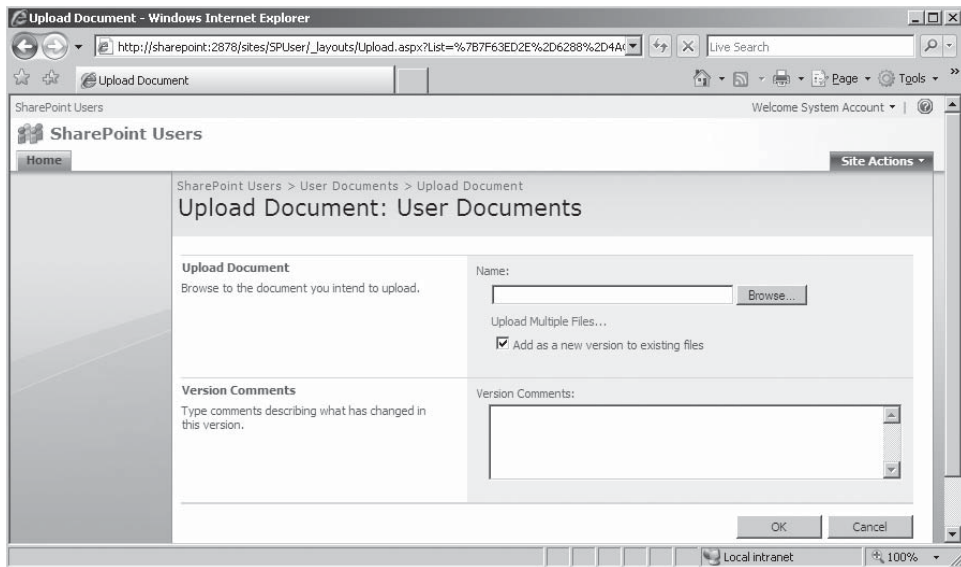 Upload Document - Windows Internet Explorer
http://sharepoint:2878/sites/SPUser/_layouts/Upload.aspx?List=%7B7F63ED2E%2D6288%2D4A
Live Search
Upload Document
Page
Tools
SharePoint Users
Welcome System Account
SharePoint Users
Home
Site Actions
SharePoint Users > User Documents > Upload Document
Upload Document: User Documents
Upload Document
Browse to the document you intend to upload.
Name:
Browse...
Upload Multiple Files...
Add as a new version to existing files
Version Comments
Type comments describing what has changed in
this version.
Version Comments:
OK
Cancel
Local intranet
100%